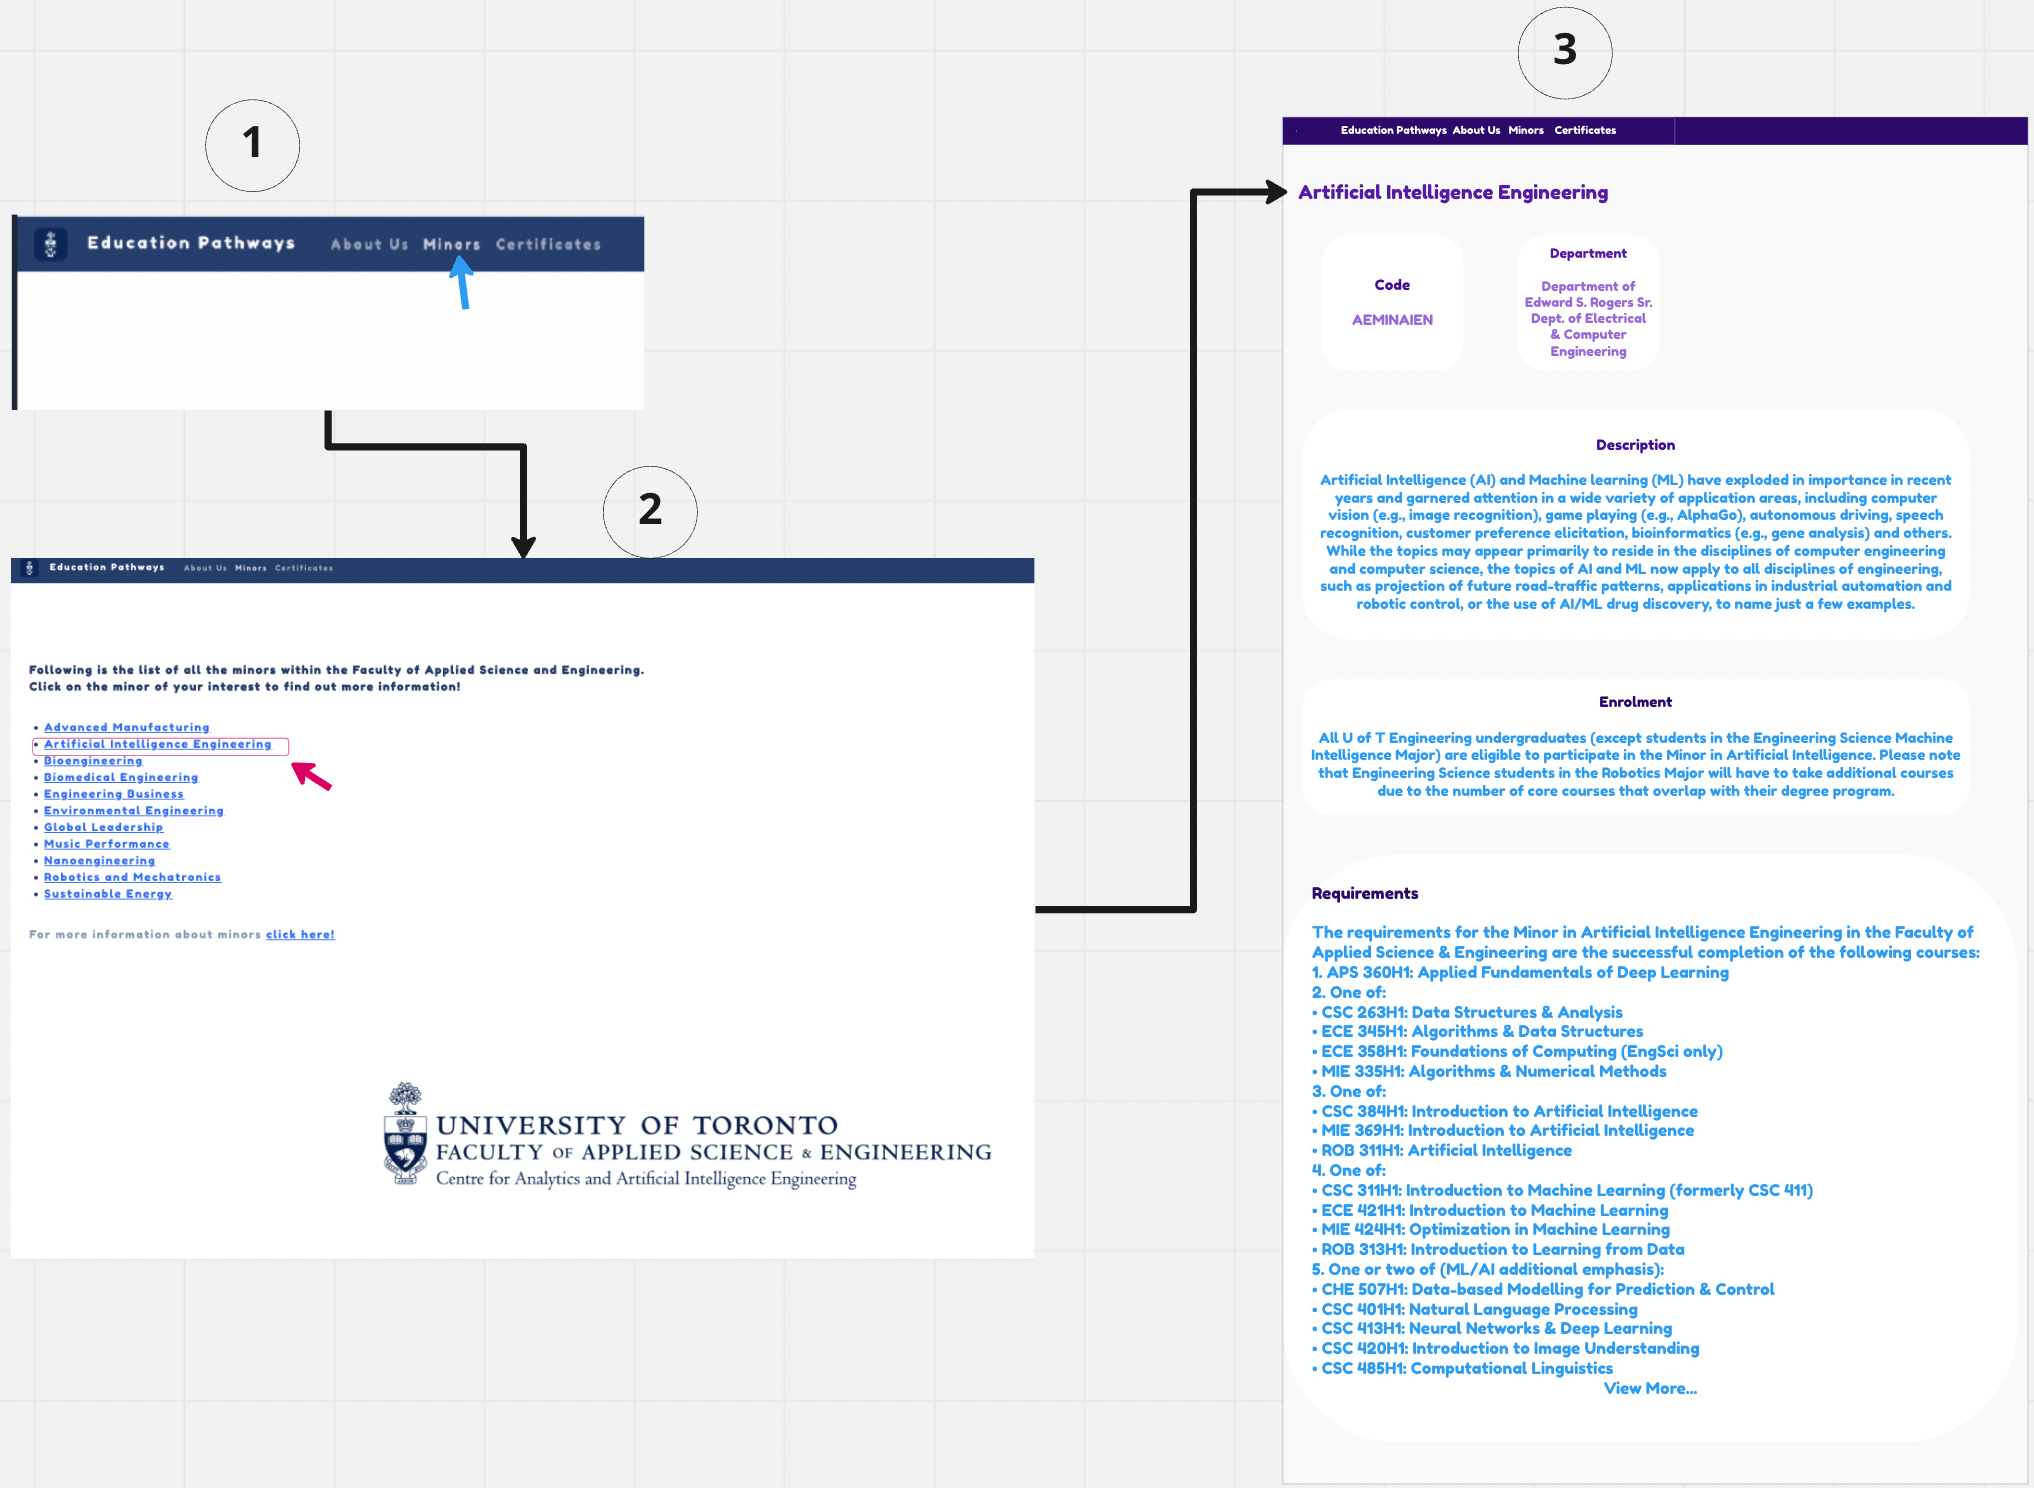 1
Education Pathways About Us Minors Certificates
2
Education Pathways About Us Minors Certificates
Following is the list of all the minors within the Faculty of Applied Science and Engineering.
Click on the minor of your interest to find out more information!
• Advanced Manufacturing
• Artificial Intelligence Engineering
• Bioengineering
• Biomedical Engineering
• Engineering Business
• Environmental Engineering
• Global Leadership
• Music Performance
• Nanoengineering
• Robotics and Mechatronics
• Sustainable Energy
For more information about minors click here!
UNIVERSITY OF TORONTO
FACULTY OF APPLIED SCIENCE & ENGINEERING
Centre for Analytics and Artificial Intelligence Engineering
3
Education Pathways About Us Minors Certificates
Artificial Intelligence Engineering
Code
AEMINAIEN
Department
Department of
Edward S. Rogers Sr.
Dept. of Electrical
& Computer
Engineering
Description
Artificial Intelligence (AI) and Machine learning (ML) have exploded in importance in recent
years and garnered attention in a wide variety of application areas, including computer
vision (e.g., image recognition), game playing (e.g., AlphaGo), autonomous driving, speech
recognition, customer preference elicitation, bioinformatics (e.g., gene analysis) and others.
While the topics may appear primarily to reside in the disciplines of computer engineering
and computer science, the topics of AI and ML now apply to all disciplines of engineering,
such as projection of future road-traffic patterns, applications in industrial automation and
robotic control, or the use of AI/ML drug discovery, to name just a few examples.
Enrolment
All U of T Engineering undergraduates (except students in the Engineering Science Machine
Intelligence Major) are eligible to participate in the Minor in Artificial Intelligence. Please note
that Engineering Science students in the Robotics Major will have to take additional courses
due to the number of core courses that overlap with their degree program.
Requirements
The requirements for the Minor in Artificial Intelligence Engineering in the Faculty of
Applied Science & Engineering are the successful completion of the following courses:
1. APS 360H1: Applied Fundamentals of Deep Learning
2. One of:
• CSC 263H1: Data Structures & Analysis
• ECE 345H1: Algorithms & Data Structures
• ECE 358H1: Foundations of Computing (EngSci only)
• MIE 335H1: Algorithms & Numerical Methods
3. One of:
• CSC 384H1: Introduction to Artificial Intelligence
• MIE 369H1: Introduction to Artificial Intelligence
• ROB 311H1: Artificial Intelligence
4. One of:
• CSC 311H1: Introduction to Machine Learning (formerly CSC 411)
• ECE 421H1: Introduction to Machine Learning
• MIE 424H1: Optimization in Machine Learning
• ROB 313H1: Introduction to Learning from Data
5. One or two of (ML/AI additional emphasis):
• CHE 507H1: Data-based Modelling for Prediction & Control
• CSC 401H1: Natural Language Processing
• CSC 413H1: Neural Networks & Deep Learning
• CSC 420H1: Introduction to Image Understanding
• CSC 485H1: Computational Linguistics
View More...